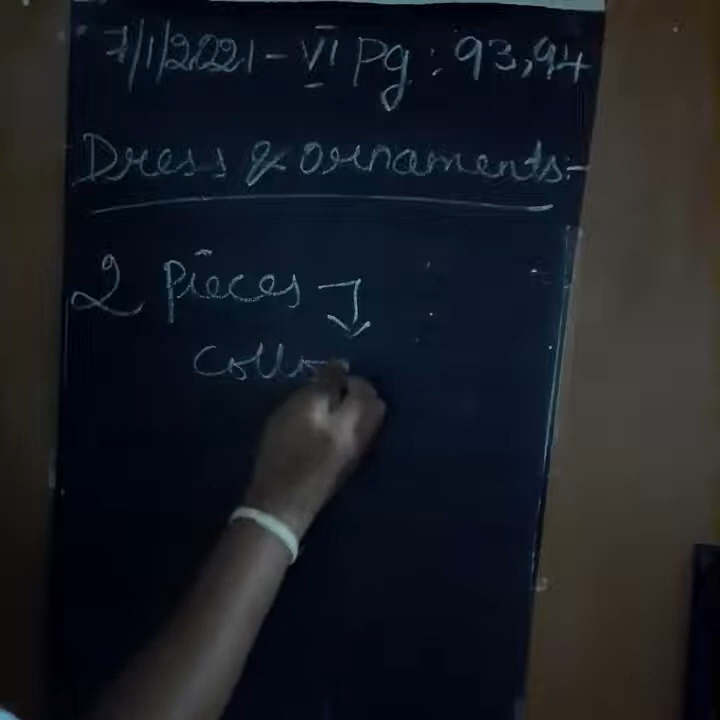 7/1/2021 - VI Pg : 93,94
Dress & Ornaments:-
2 Pieces